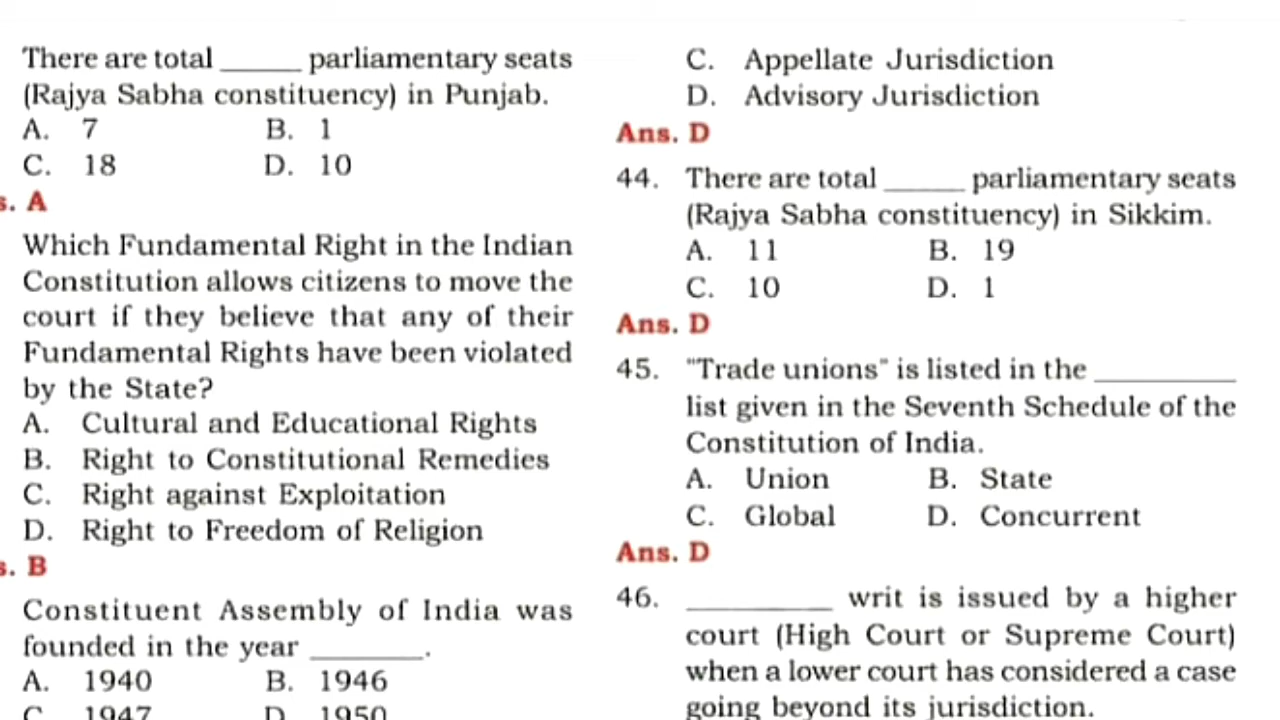 There are total ______ parliamentary seats
(Rajya Sabha constituency) in Punjab.
A. 7 B. 1
C. 18 D. 10
s. A
Which Fundamental Right in the Indian
Constitution allows citizens to move the
court if they believe that any of their
Fundamental Rights have been violated
by the State?
A. Cultural and Educational Rights
B. Right to Constitutional Remedies
C. Right against Exploitation
D. Right to Freedom of Religion
s. B
Constituent Assembly of India was
founded in the year ________.
A. 1940 B. 1946
C. 1947 D. 1950
C. Appellate Jurisdiction
D. Advisory Jurisdiction
Ans. D
44. There are total ______ parliamentary seats
(Rajya Sabha constituency) in Sikkim.
A. 11 B. 19
C. 10 D. 1
Ans. D
45. "Trade unions" is listed in the __________
list given in the Seventh Schedule of the
Constitution of India.
A. Union B. State
C. Global D. Concurrent
Ans. D
46. __________ writ is issued by a higher
court (High Court or Supreme Court)
when a lower court has considered a case
going beyond its jurisdiction.